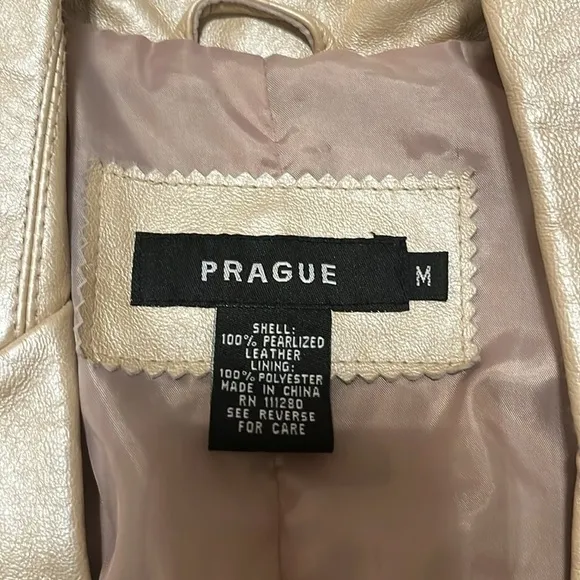 PRAGUE
M
SHELL:
100% PEARLIZED
LEATHER
LINING:
100% POLYESTER
MADE IN CHINA
RN 111280
SEE REVERSE
FOR CARE